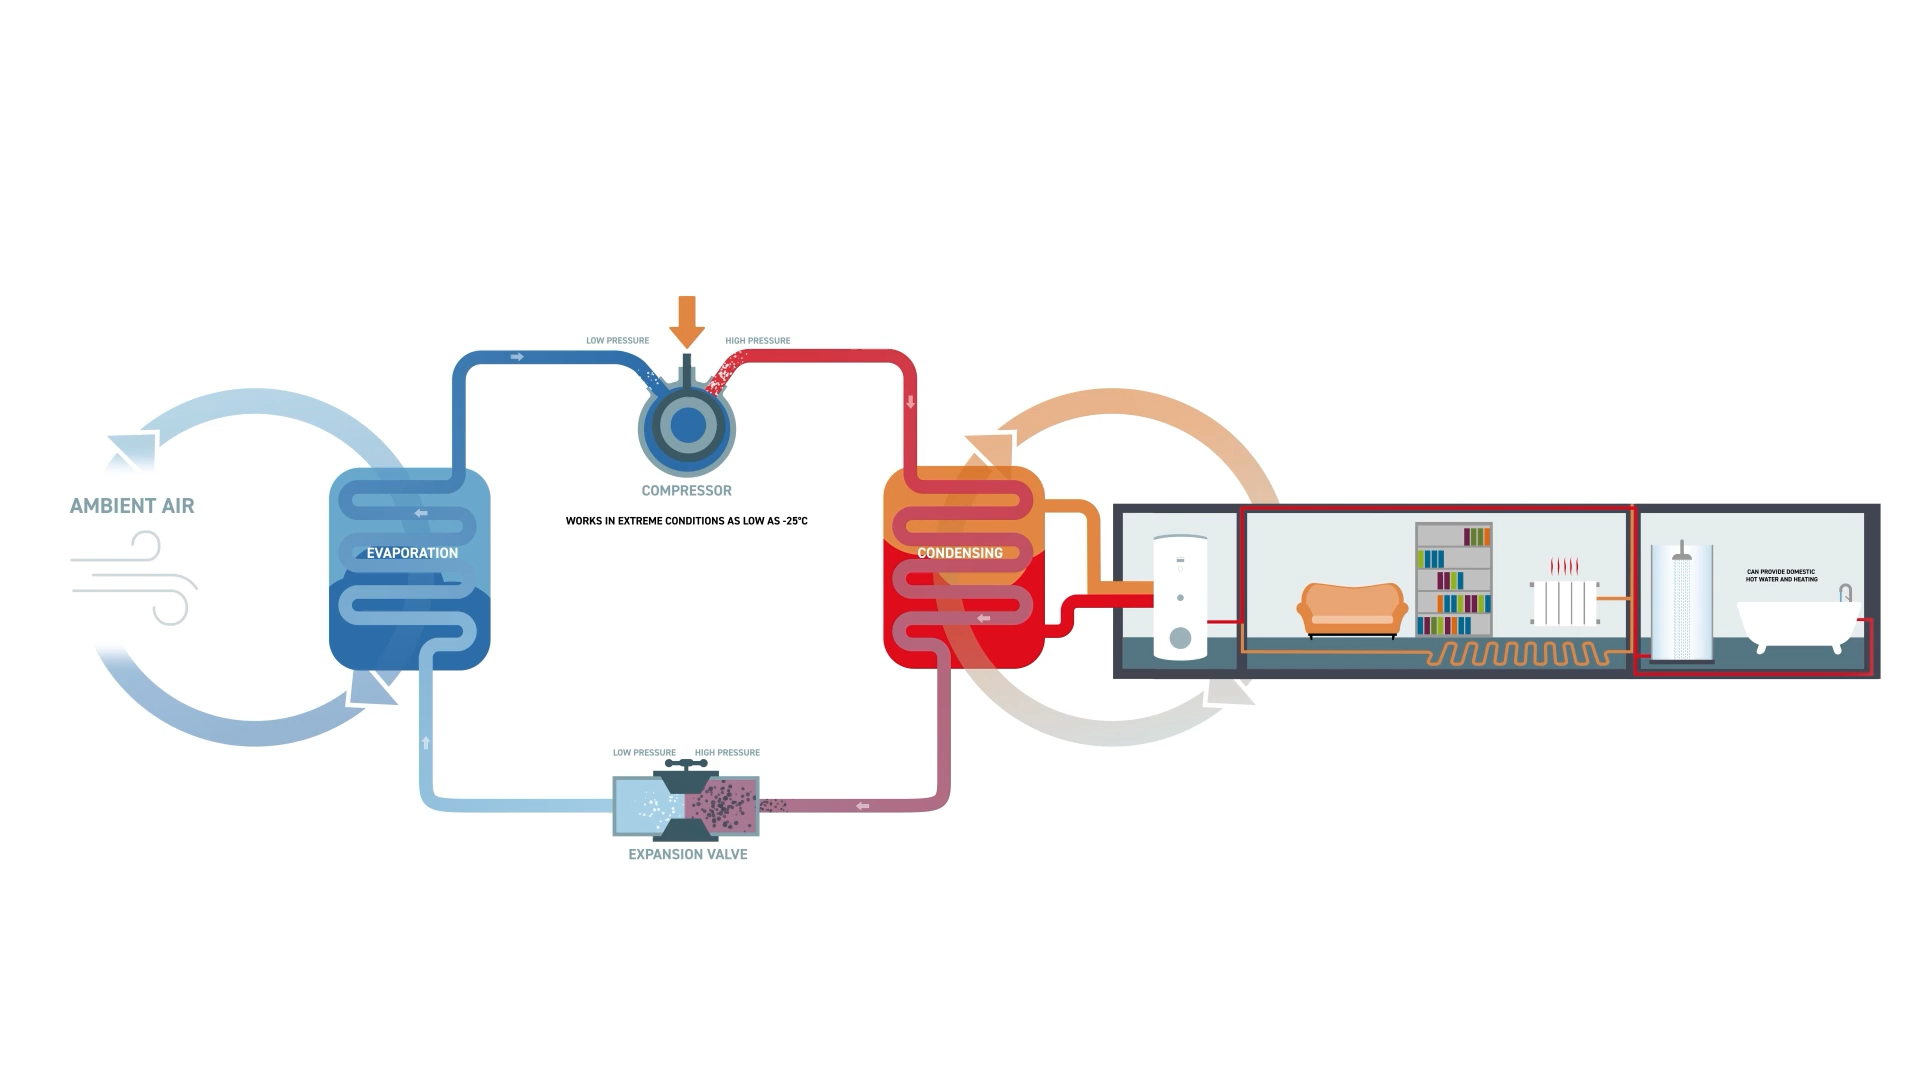 LOW PRESSURE
HIGH PRESSURE
COMPRESSOR
WORKS IN EXTREME CONDITIONS AS LOW AS -25°C
AMBIENT AIR
EVAPORATION
CONDENSING
CAN PROVIDE DOMESTIC
HOT WATER AND HEATING
LOW PRESSURE
HIGH PRESSURE
EXPANSION VALVE